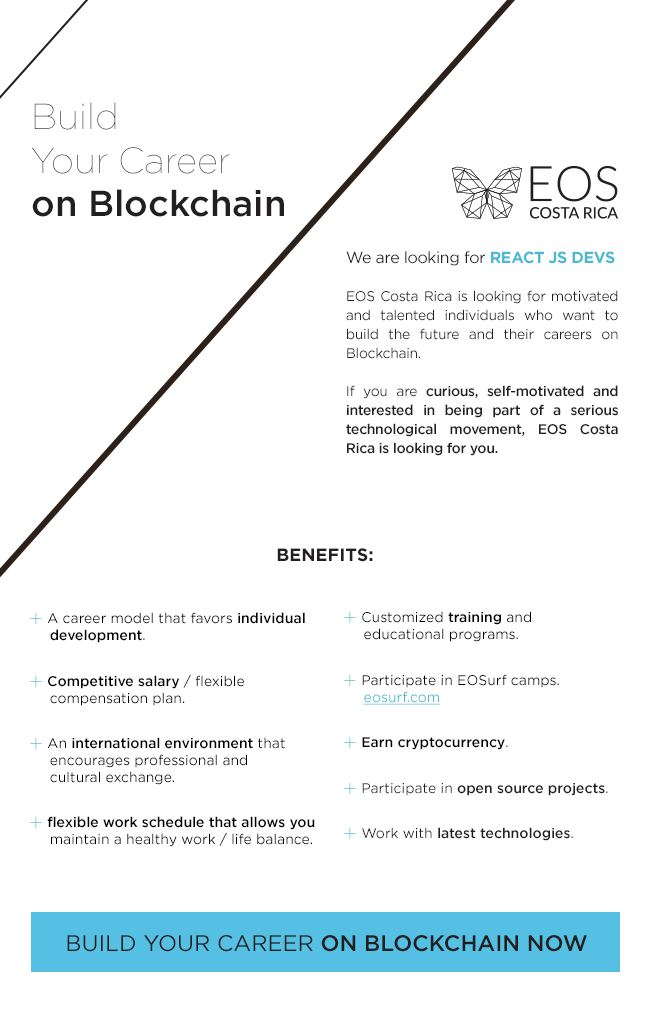 Build
Your Career
on Blockchain
EOS
COSTA RICA
We are looking for REACT JS DEVS
EOS Costa Rica is looking for motivated
and talented individuals who want to
build the future and their careers on
Blockchain.
If you are curious, self-motivated and
interested in being part of a serious
technological movement, EOS Costa
Rica is looking for you.
BENEFITS:
+ A career model that favors individual
development.
+ Competitive salary / flexible
compensation plan.
+ An international environment that
encourages professional and
cultural exchange.
+ flexible work schedule that allows you
maintain a healthy work / life balance.
+ Customized training and
educational programs.
+ Participate in EOSurf camps.
eosurf.com
+ Earn cryptocurrency.
+ Participate in open source projects.
+ Work with latest technologies.
BUILD YOUR CAREER ON BLOCKCHAIN NOW